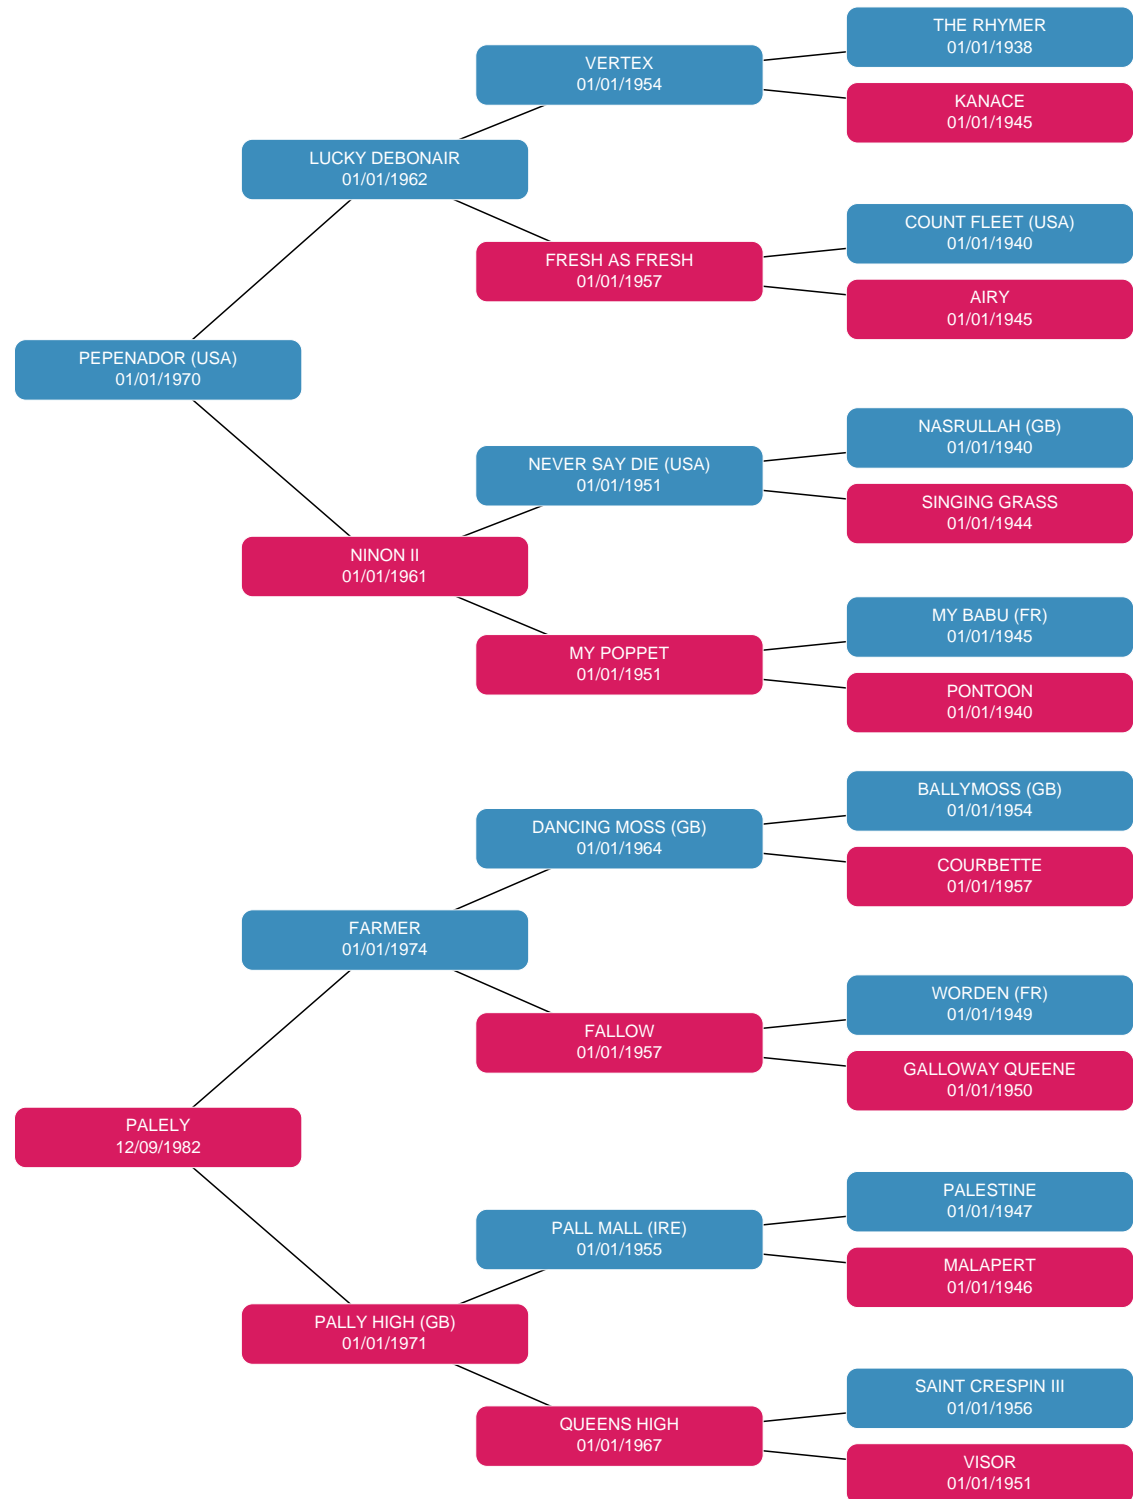 THE RHYMER
01/01/1938
VERTEX
01/01/1954
KANACE
01/01/1945
LUCKY DEBONAIR
01/01/1962
COUNT FLEET (USA)
01/01/1940
FRESH AS FRESH
01/01/1957
AIRY
01/01/1945
PEPENADOR (USA)
01/01/1970
NASRULLAH (GB)
01/01/1940
NEVER SAY DIE (USA)
01/01/1951
SINGING GRASS
01/01/1944
NINON II
01/01/1961
MY BABU (FR)
01/01/1945
MY POPPET
01/01/1951
PONTOON
01/01/1940
BALLYMOSS (GB)
01/01/1954
DANCING MOSS (GB)
01/01/1964
COURBETTE
01/01/1957
FARMER
01/01/1974
WORDEN (FR)
01/01/1949
FALLOW
01/01/1957
GALLOWAY QUEENE
01/01/1950
PALELY
12/09/1982
PALESTINE
01/01/1947
PALL MALL (IRE)
01/01/1955
MALAPERT
01/01/1946
PALLY HIGH (GB)
01/01/1971
SAINT CRESPIN III
01/01/1956
QUEENS HIGH
01/01/1967
VISOR
01/01/1951